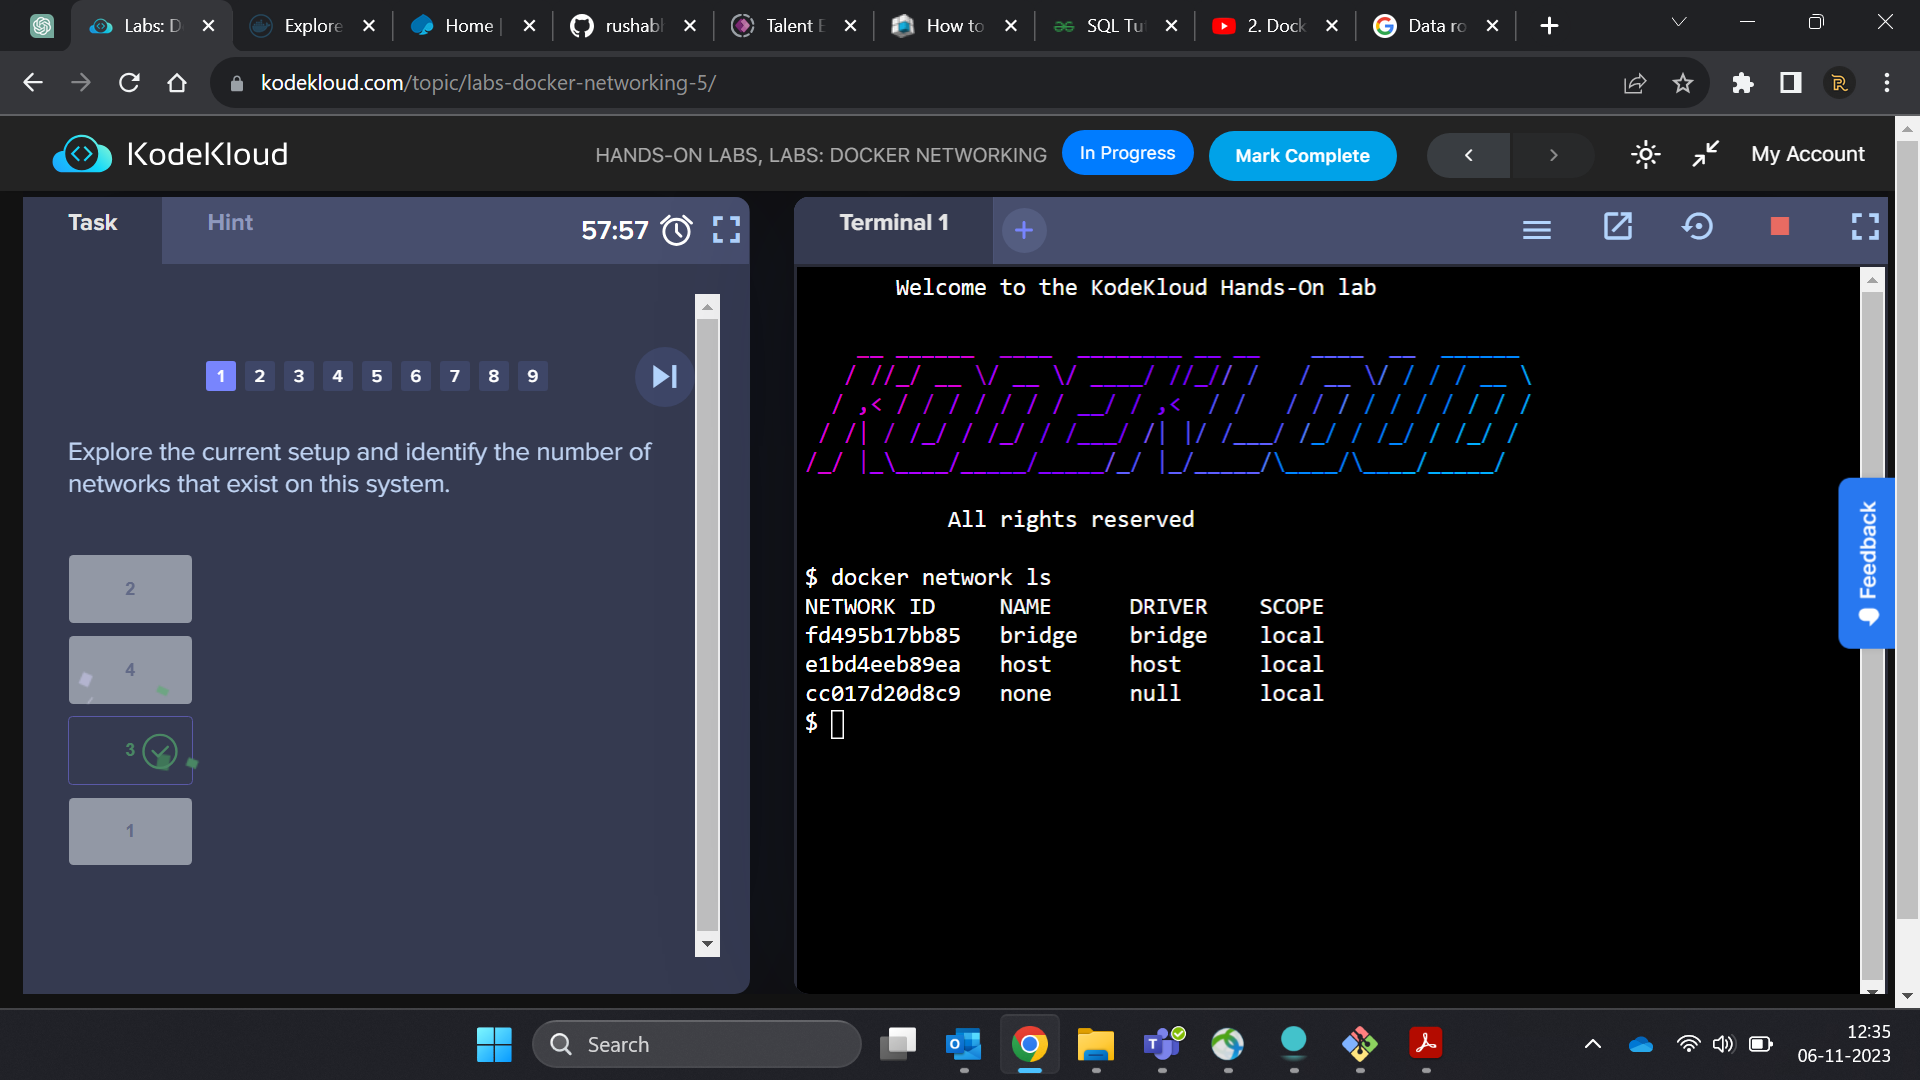 Labs: D
Explore
Home |
rushabh
Talent E
How to
SQL Tut
2. Dock
Data ro
kodekloud.com/topic/labs-docker-networking-5/
R
KodeKloud
HANDS-ON LABS, LABS: DOCKER NETWORKING
In Progress
Mark Complete
My Account
Task
Hint
57:57
1 2 3 4 5 6 7 8 9
Explore the current setup and identify the number of
networks that exist on this system.
2
4
3
1
Terminal 1
Welcome to the KodeKloud Hands-On lab
KODEKLOUD
All rights reserved
$ docker network ls
NETWORK ID NAME DRIVER SCOPE
fd495b17bb85 bridge bridge local
e1bd4eeb89ea host host local
cc017d20d8c9 none null local
$
Feedback
Search
12:35
06-11-2023